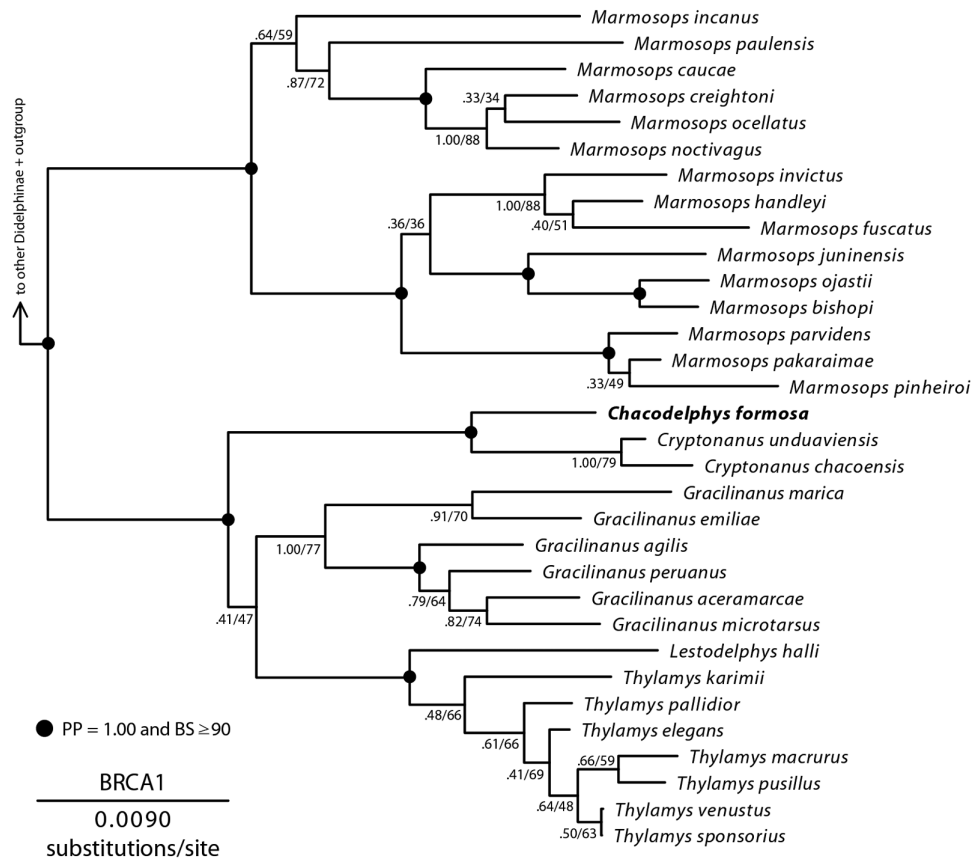 Marmosops incanus
.64/59
Marmosops paulensis
Marmosops caucae
.87/72
Marmosops creightoni
.33/34
Marmosops ocellatus
1.00/88
Marmosops noctivagus
to other Didelphinae + outgroup
Marmosops invictus
1.00/88
Marmosops handleyi
.40/51
.36/36
Marmosops fuscatus
Marmosops juninensis
Marmosops ojastii
Marmosops bishopi
Marmosops parvidens
Marmosops pakaraimae
.33/49
Marmosops pinheiroi
Chacodelphys formosa
Cryptonanus unduaviensis
1.00/79
Cryptonanus chacoensis
Gracilinanus marica
.91/70
Gracilinanus emiliae
1.00/77
Gracilinanus agilis
Gracilinanus peruanus
.79/64
Gracilinanus aceramarcae
.82/74
Gracilinanus microtarsus
.41/47
Lestodelphys halli
Thylamys karimii
.48/66
Thylamys pallidior
.61/66
Thylamys elegans
.41/69
.66/59
Thylamys macrurus
Thylamys pusillus
.64/48
Thylamys venustus
.50/63
Thylamys sponsorius
PP = 1.00 and BS ≥90
BRCA1
0.0090
substitutions/site